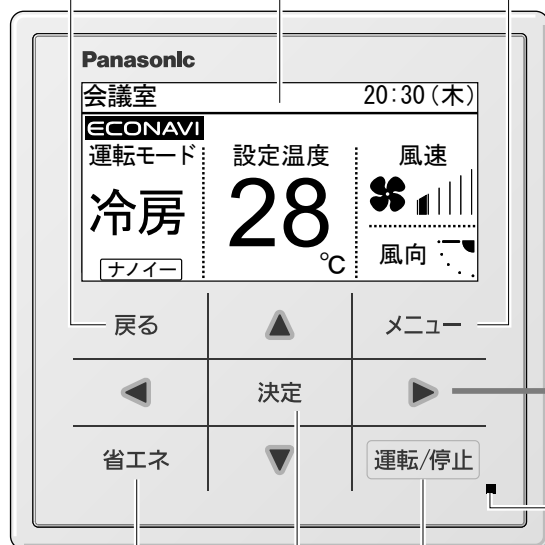 Panasonic
会議室 20:30(木)
ECONAVI
運転モード 設定温度 風速
冷房 28℃
風向
ナノイー
戻る メニュー
決定
省エネ 運転/停止